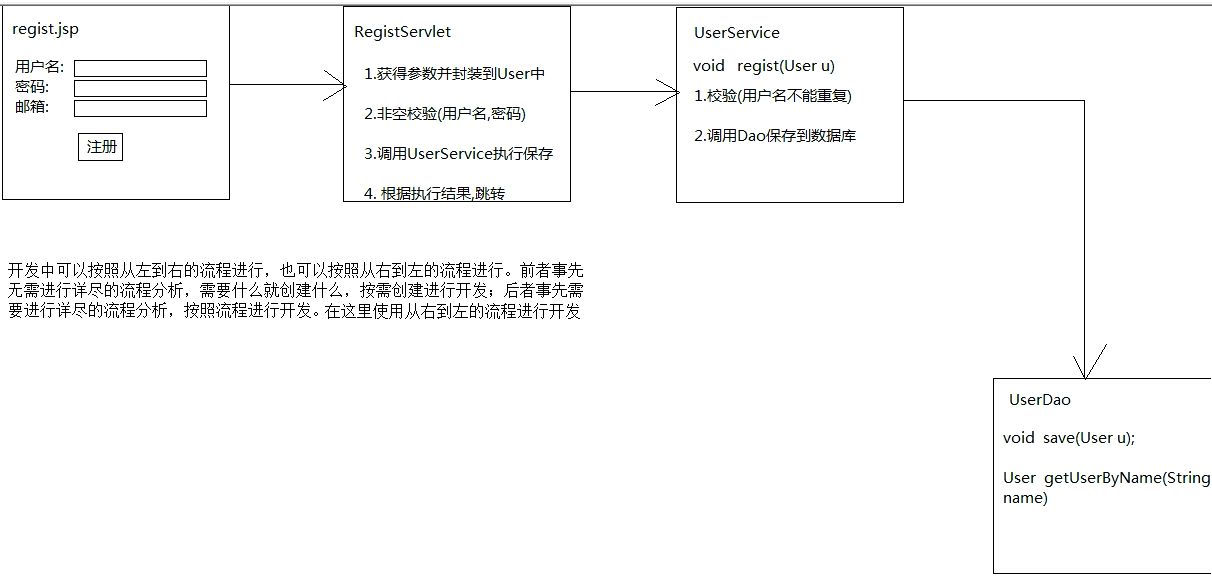 regist.jsp
用户名:
密码:
邮箱:
注册
RegistServlet
1.获得参数并封装到User中
2.非空校验(用户名,密码)
3.调用UserService执行保存
4. 根据执行结果,跳转
UserService
void regist(User u)
1.校验(用户名不能重复)
2.调用Dao保存到数据库
开发中可以按照从左到右的流程进行，也可以按照从右到左的流程进行。前者事先
无需进行详尽的流程分析，需要什么就创建什么，按需创建进行开发；后者事先需
要进行详尽的流程分析，按照流程进行开发。在这里使用从右到左的流程进行开发
UserDao
void save(User u);
User getUserByName(String
name)